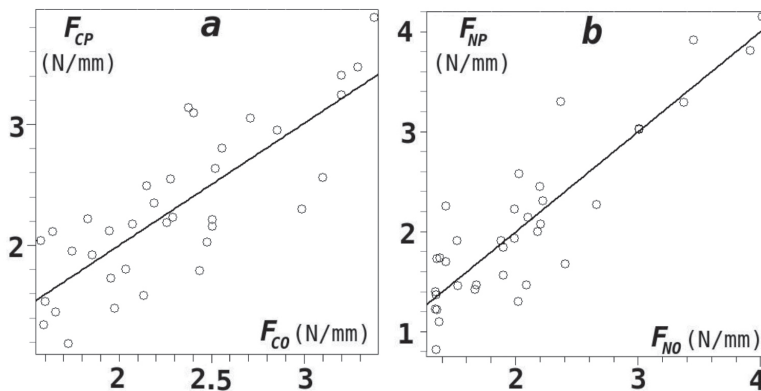 F_CP a
(N/mm)
3
2
F_CO (N/mm)
2 2.5 3
F_NP b
(N/mm)
4
3
2
1
F_NO (N/mm)
2 3 4